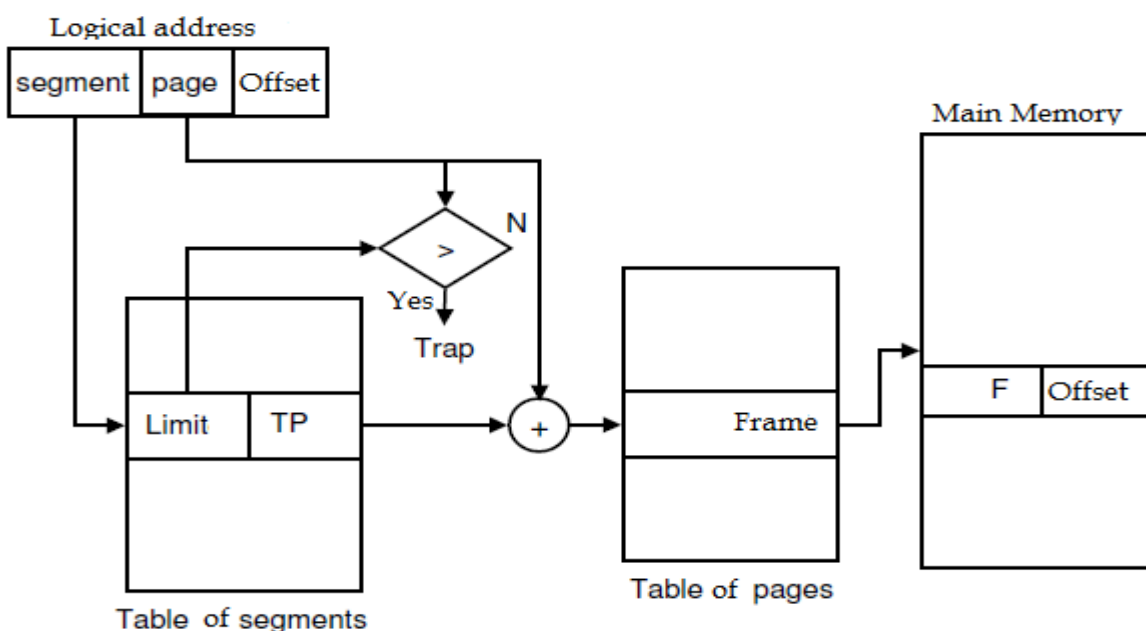 Logical address
segment page Offset
Main Memory
N
>
Yes
Trap
Limit TP
+
Frame
F Offset
Table of segments
Table of pages